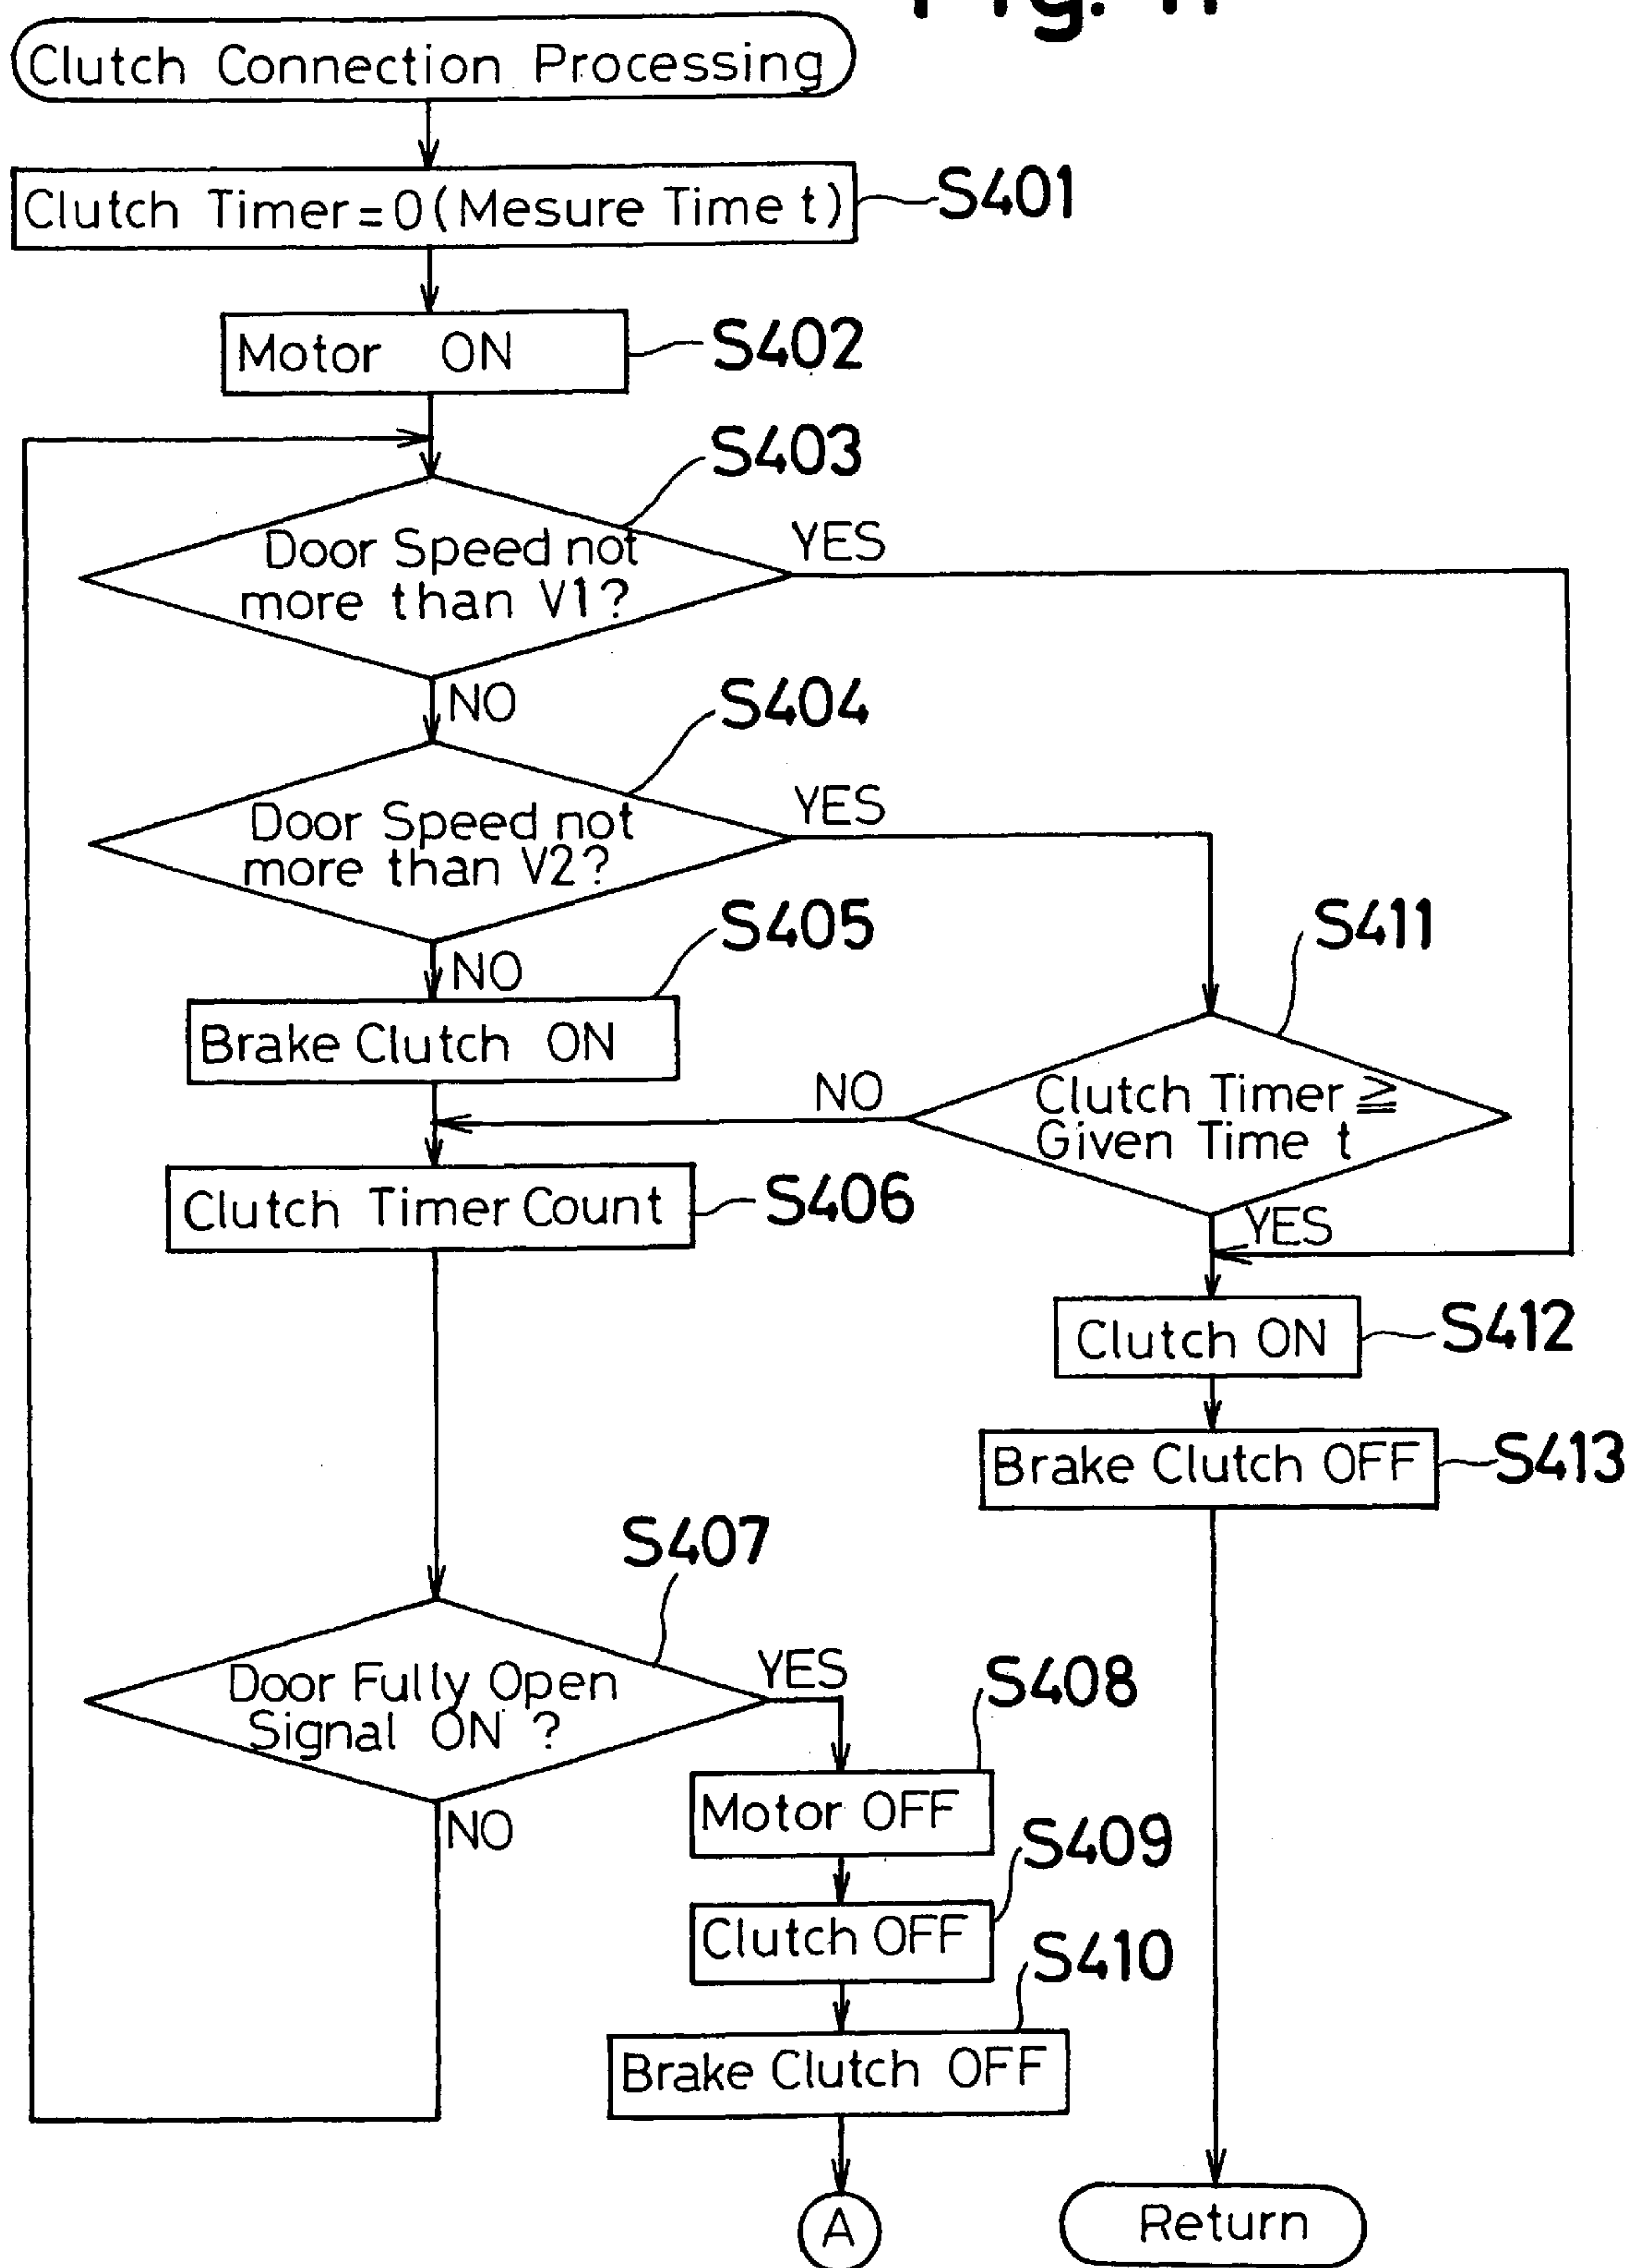 Clutch Connection Processing
Clutch Timer=0(Mesure Time t)
S401
Motor ON
S402
S403
Door Speed not
more than V1?
YES
NO
S404
Door Speed not
more than V2?
YES
NO
S405
Brake Clutch ON
S411
Clutch Timer ≧
Given Time t
NO
YES
Clutch Timer Count
S406
Clutch ON
S412
Brake Clutch OFF
S413
S407
Door Fully Open
Signal ON ?
YES
NO
S408
Motor OFF
S409
Clutch OFF
S410
Brake Clutch OFF
A
Return